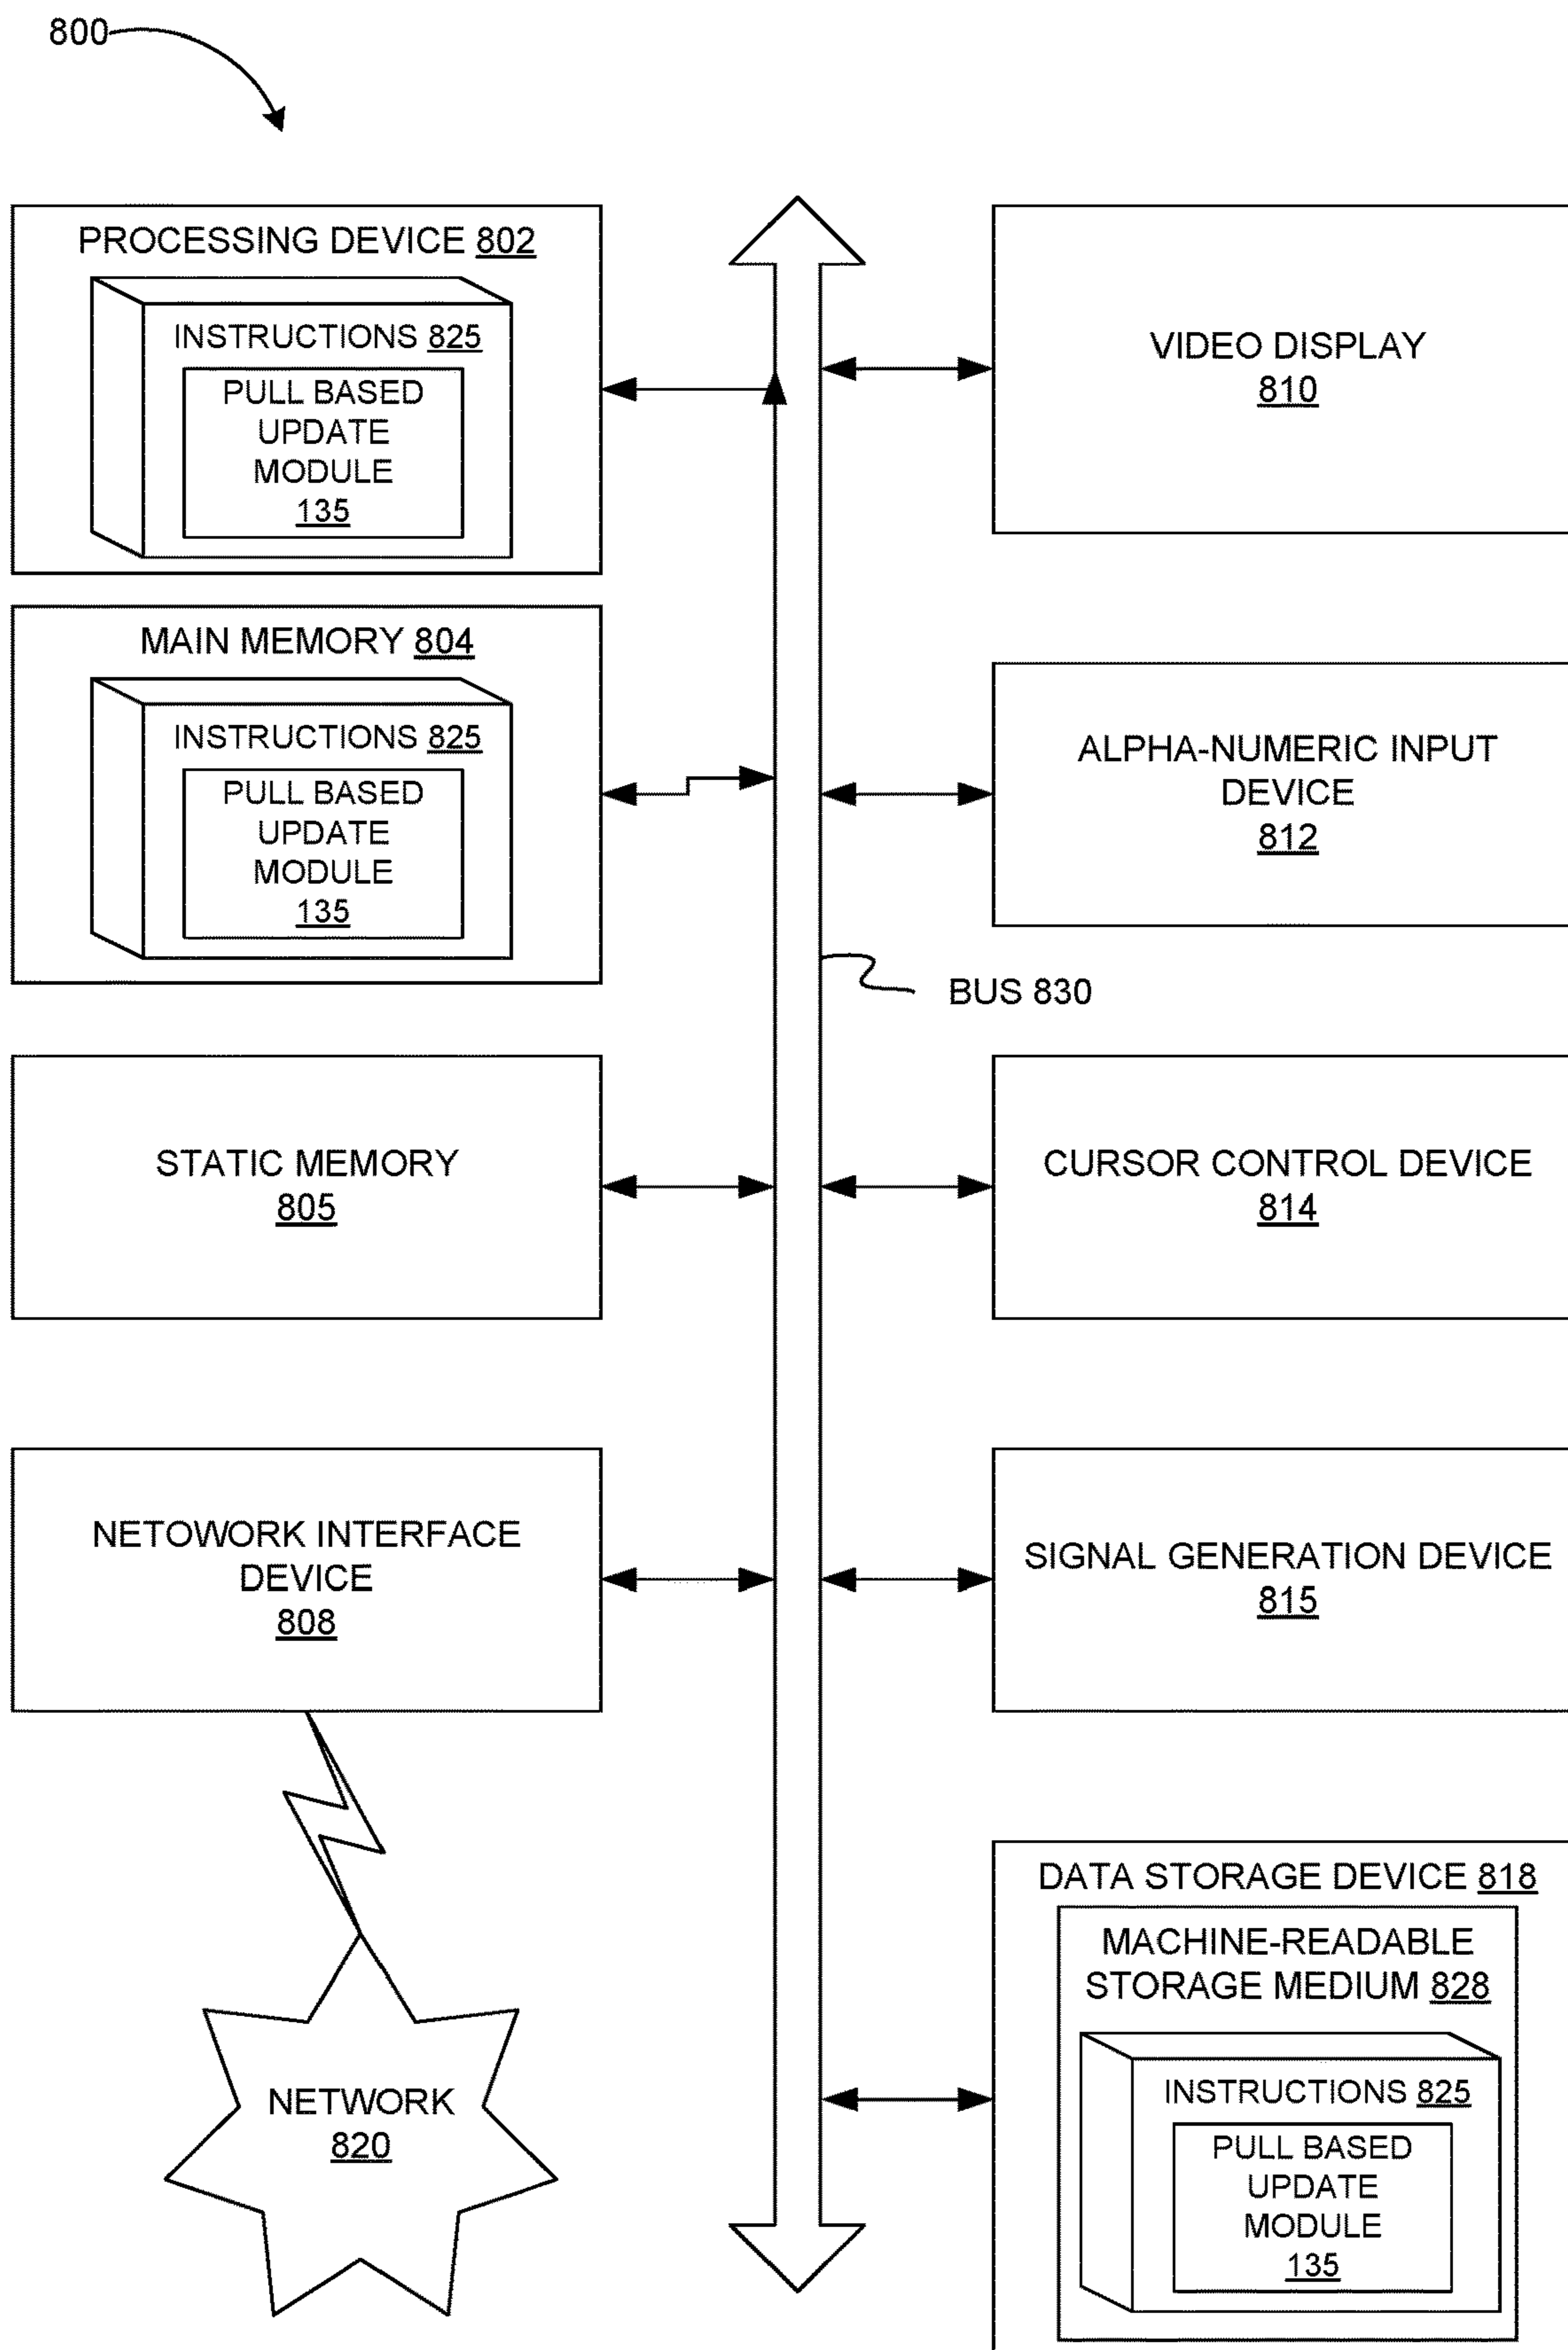 800
PROCESSING DEVICE 802
INSTRUCTIONS 825
PULL BASED
UPDATE
MODULE
135
MAIN MEMORY 804
INSTRUCTIONS 825
PULL BASED
UPDATE
MODULE
135
STATIC MEMORY
805
NETOWORK INTERFACE
DEVICE
808
NETWORK
820
VIDEO DISPLAY
810
ALPHA-NUMERIC INPUT
DEVICE
812
BUS 830
CURSOR CONTROL DEVICE
814
SIGNAL GENERATION DEVICE
815
DATA STORAGE DEVICE 818
MACHINE-READABLE
STORAGE MEDIUM 828
INSTRUCTIONS 825
PULL BASED
UPDATE
MODULE
135